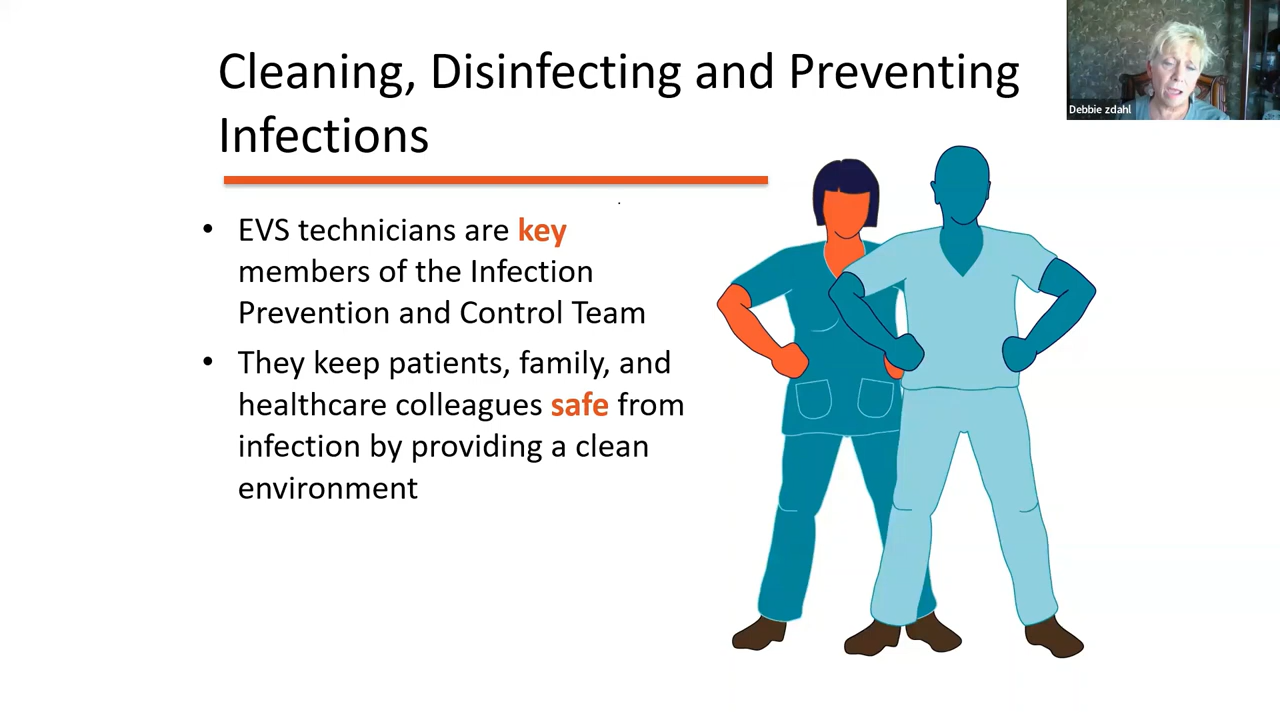 Cleaning, Disinfecting and Preventing
Infections
Debbie zdahl
• EVS technicians are key
members of the Infection
Prevention and Control Team
• They keep patients, family, and
healthcare colleagues safe from
infection by providing a clean
environment